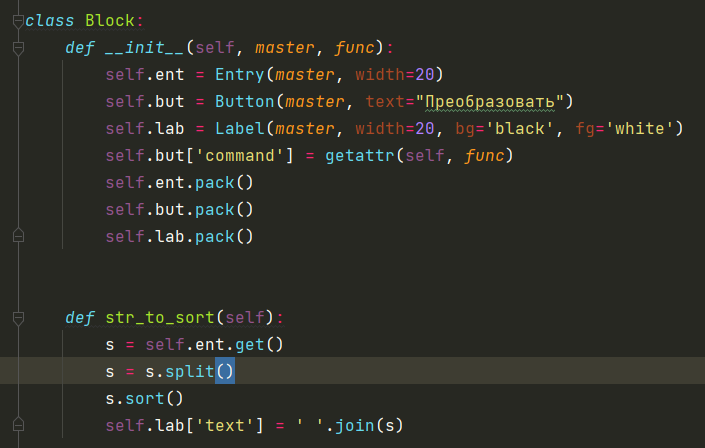 class Block:
    def __init__(self, master, func):
        self.ent = Entry(master, width=20)
        self.but = Button(master, text="Преобразовать")
        self.lab = Label(master, width=20, bg='black', fg='white')
        self.but['command'] = getattr(self, func)
        self.ent.pack()
        self.but.pack()
        self.lab.pack()
    def str_to_sort(self):
        s = self.ent.get()
        s = s.split()
        s.sort()
        self.lab['text'] = ' '.join(s)